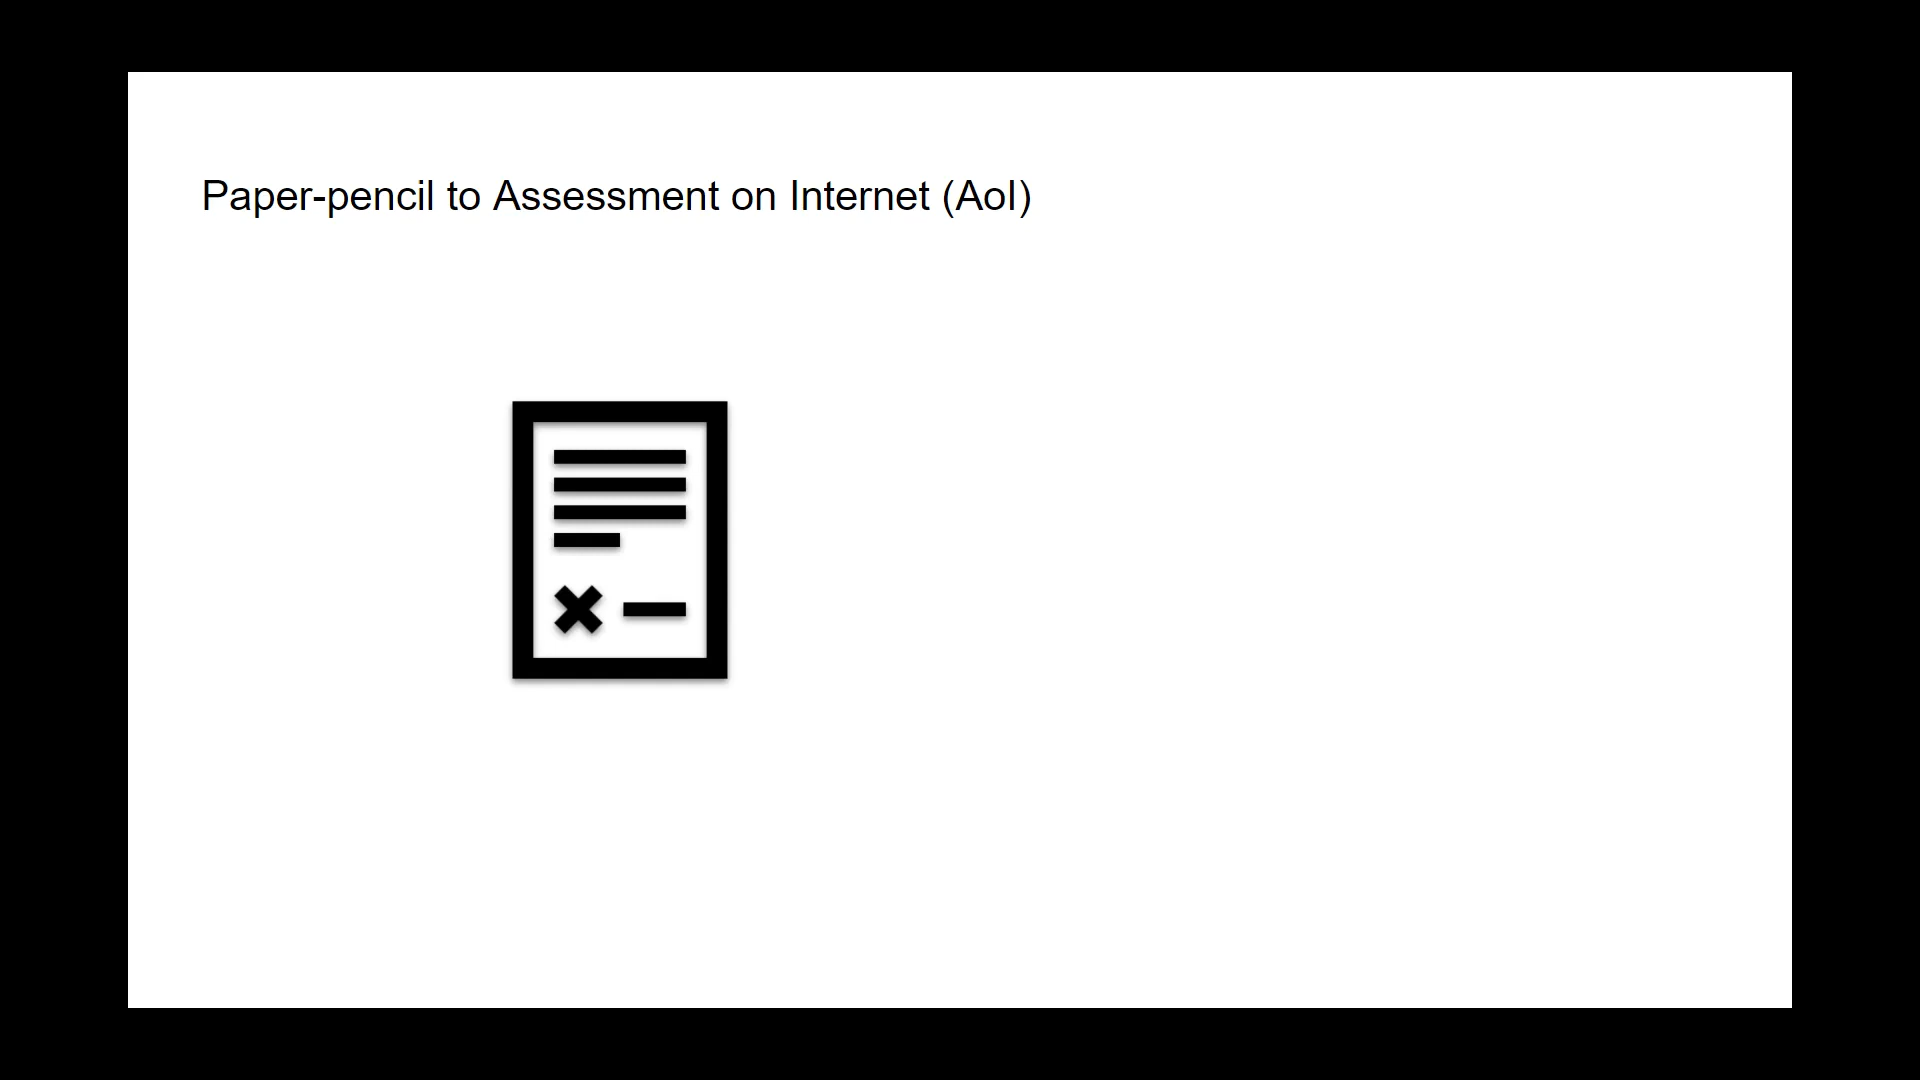 Paper-pencil to Assessment on Internet (AoI)